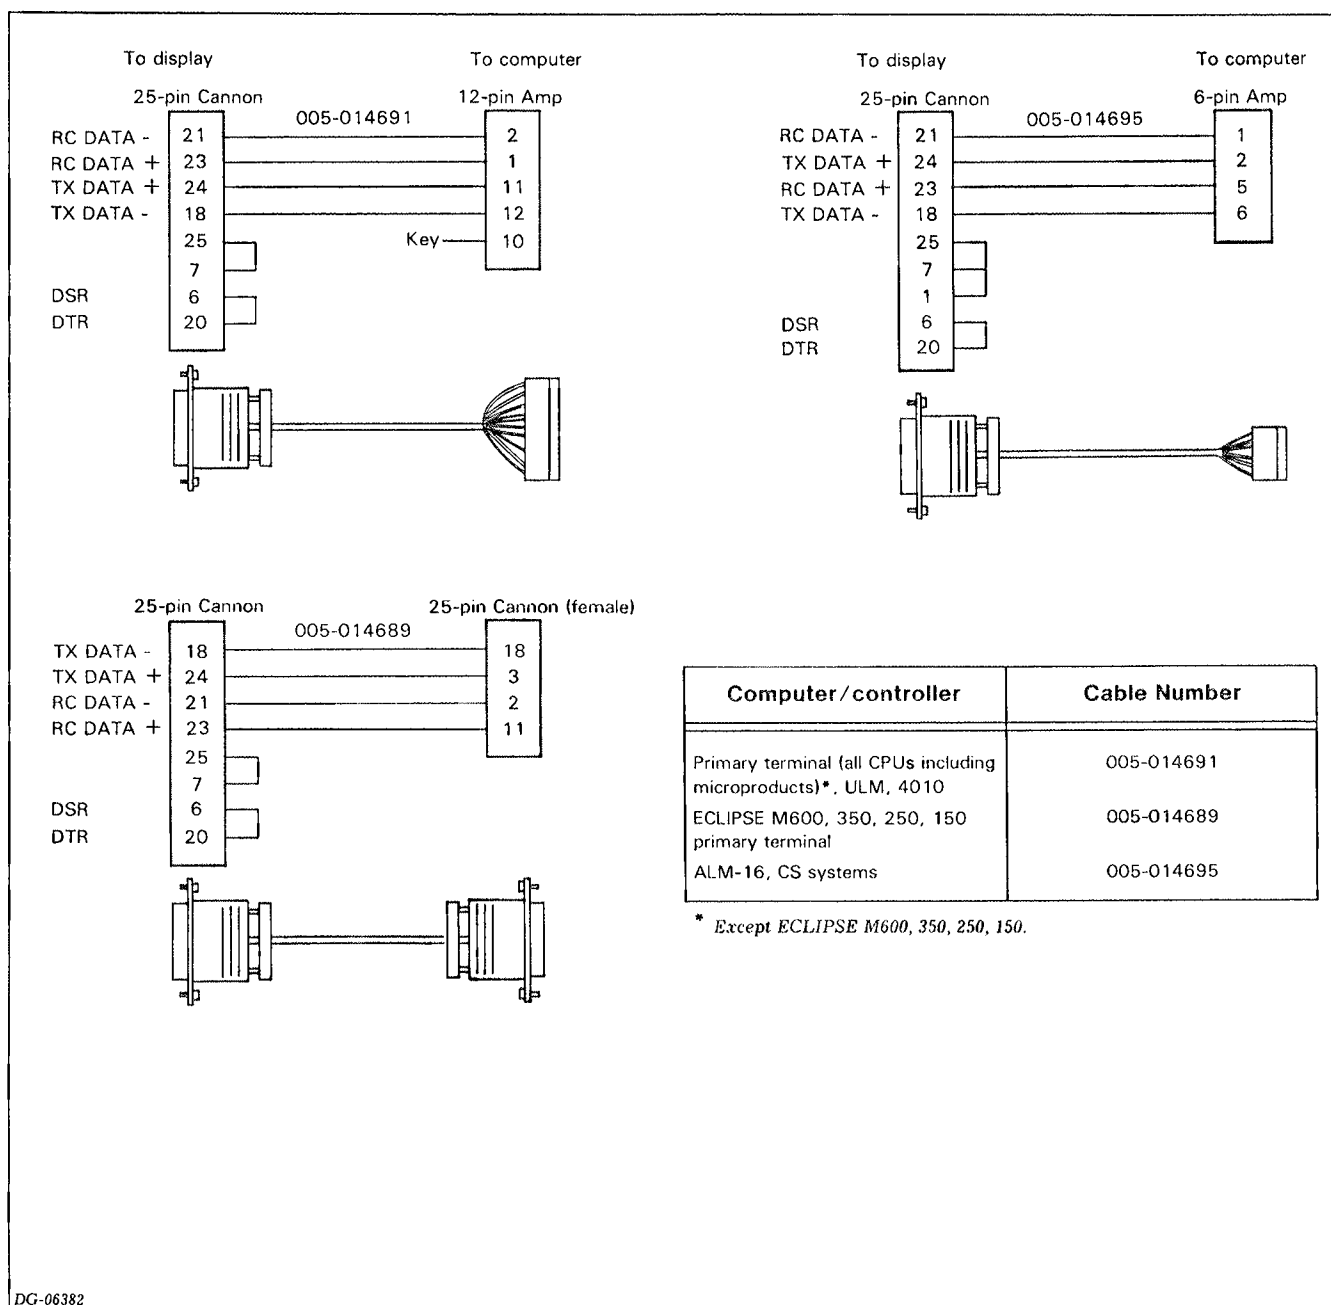 To display To computer
25-pin Cannon 12-pin Amp
005-014691
RC DATA - 21 2
RC DATA + 23 1
TX DATA + 24 11
TX DATA - 18 12
25 Key 10
7
DSR 6
DTR 20
To display To computer
25-pin Cannon 6-pin Amp
005-014695
RC DATA - 21 1
TX DATA + 24 2
RC DATA + 23 5
TX DATA - 18 6
25
7
1
DSR 6
DTR 20
25-pin Cannon 25-pin Cannon (female)
005-014689
TX DATA - 18 18
TX DATA + 24 3
RC DATA - 21 2
RC DATA + 23 11
25
7
DSR 6
DTR 20
Computer/controller Cable Number
Primary terminal (all CPUs including 005-014691
microproducts)*, ULM, 4010
ECLIPSE M600, 350, 250, 150 005-014689
primary terminal
ALM-16, CS systems 005-014695
* Except ECLIPSE M600, 350, 250, 150.
DG-06382